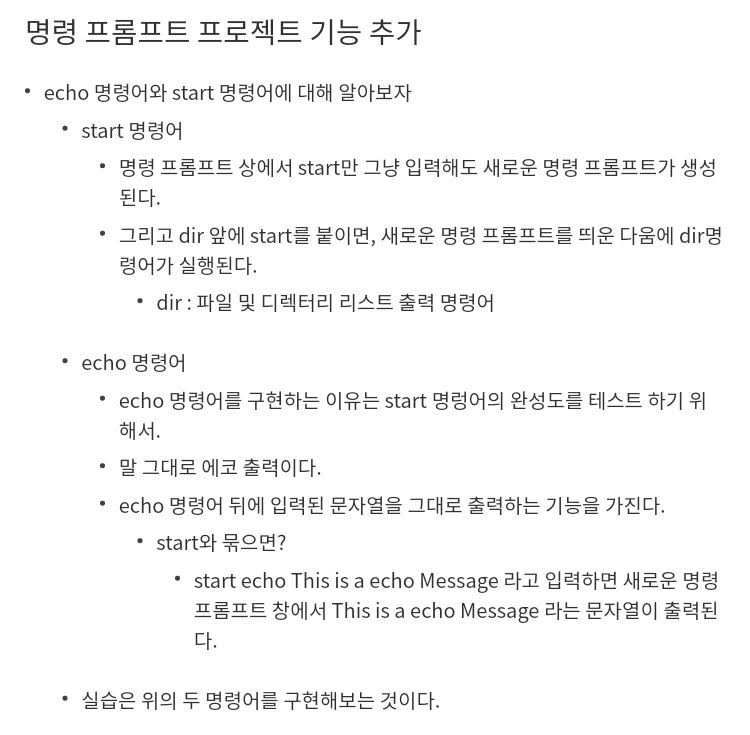 명령 프롬프트 프로젝트 기능 추가
• echo 명령어와 start 명령어에 대해 알아보자
• start 명령어
• 명령 프롬프트 상에서 start만 그냥 입력해도 새로운 명령 프롬프트가 생성
된다.
• 그리고 dir 앞에 start를 붙이면, 새로운 명령 프롬프트를 띄운 다움에 dir명
령어가 실행된다.
• dir : 파일 및 디렉터리 리스트 출력 명령어
• echo 명령어
• echo 명령어를 구현하는 이유는 start 명렁어의 완성도를 테스트 하기 위
해서.
• 말 그대로 에코 출력이다.
• echo 명령어 뒤에 입력된 문자열을 그대로 출력하는 기능을 가진다.
• start와 묶으면?
• start echo This is a echo Message 라고 입력하면 새로운 명령
프롬프트 창에서 This is a echo Message 라는 문자열이 출력된
다.
• 실습은 위의 두 명령어를 구현해보는 것이다.